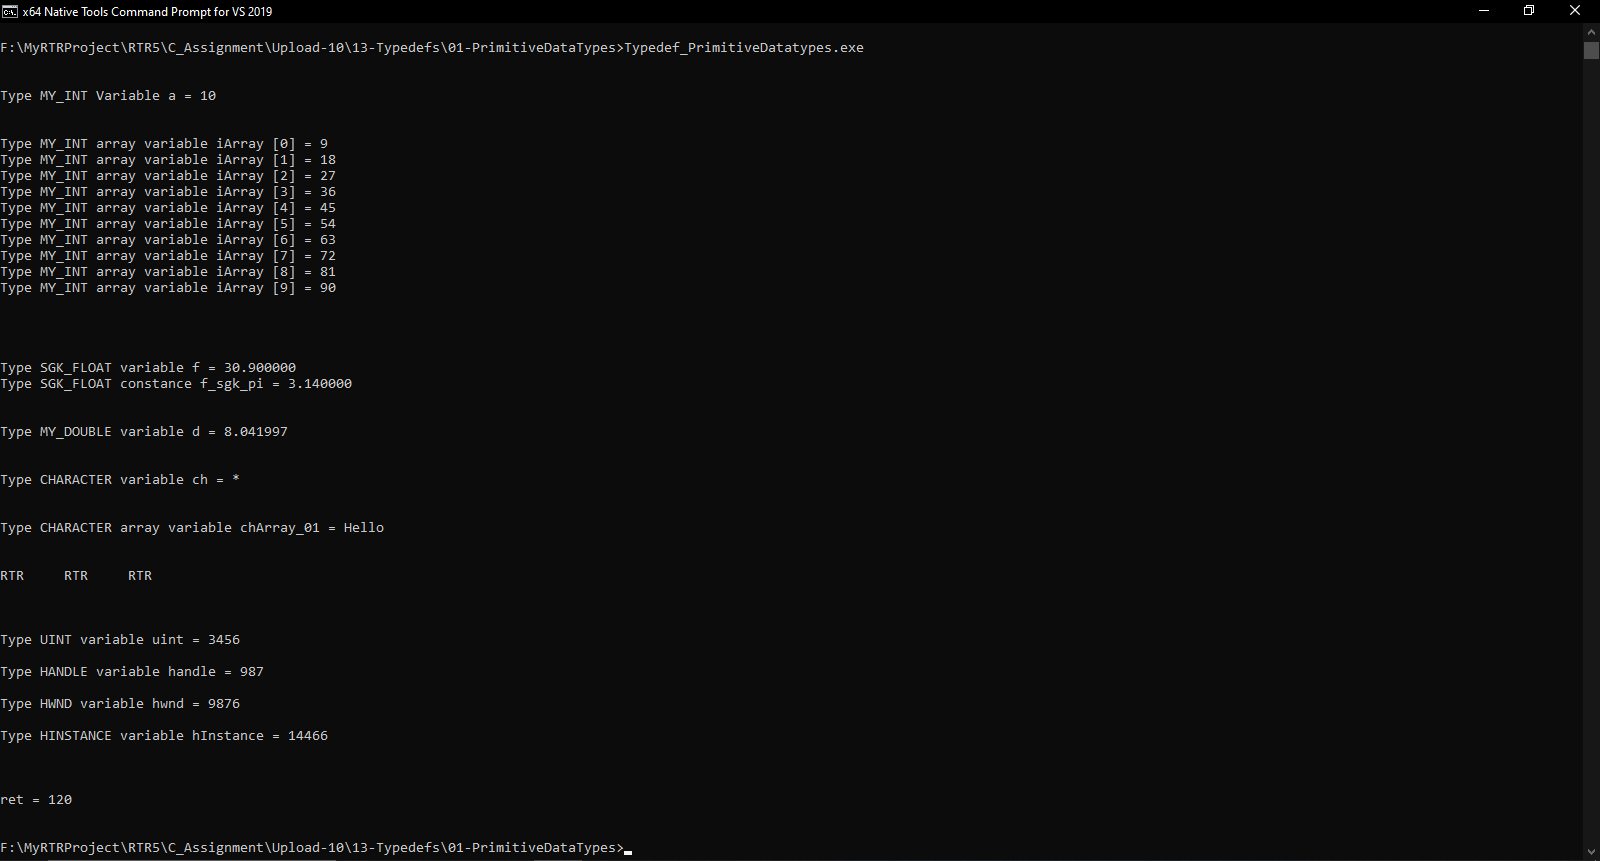 x64 Native Tools Command Prompt for VS 2019
F:\MyRTRProject\RTR5\C_Assignment\Upload-10\13-Typedefs\01-PrimitiveDataTypes>Typedef_PrimitiveDatatypes.exe
Type MY_INT Variable a = 10
Type MY_INT array variable iArray [0] = 9
Type MY_INT array variable iArray [1] = 18
Type MY_INT array variable iArray [2] = 27
Type MY_INT array variable iArray [3] = 36
Type MY_INT array variable iArray [4] = 45
Type MY_INT array variable iArray [5] = 54
Type MY_INT array variable iArray [6] = 63
Type MY_INT array variable iArray [7] = 72
Type MY_INT array variable iArray [8] = 81
Type MY_INT array variable iArray [9] = 90
Type SGK_FLOAT variable f = 30.900000
Type SGK_FLOAT constance f_sgk_pi = 3.140000
Type MY_DOUBLE variable d = 8.041997
Type CHARACTER variable ch = *
Type CHARACTER array variable chArray_01 = Hello
RTR     RTR     RTR
Type UINT variable uint = 3456
Type HANDLE variable handle = 987
Type HWND variable hwnd = 9876
Type HINSTANCE variable hInstance = 14466
ret = 120
F:\MyRTRProject\RTR5\C_Assignment\Upload-10\13-Typedefs\01-PrimitiveDataTypes>